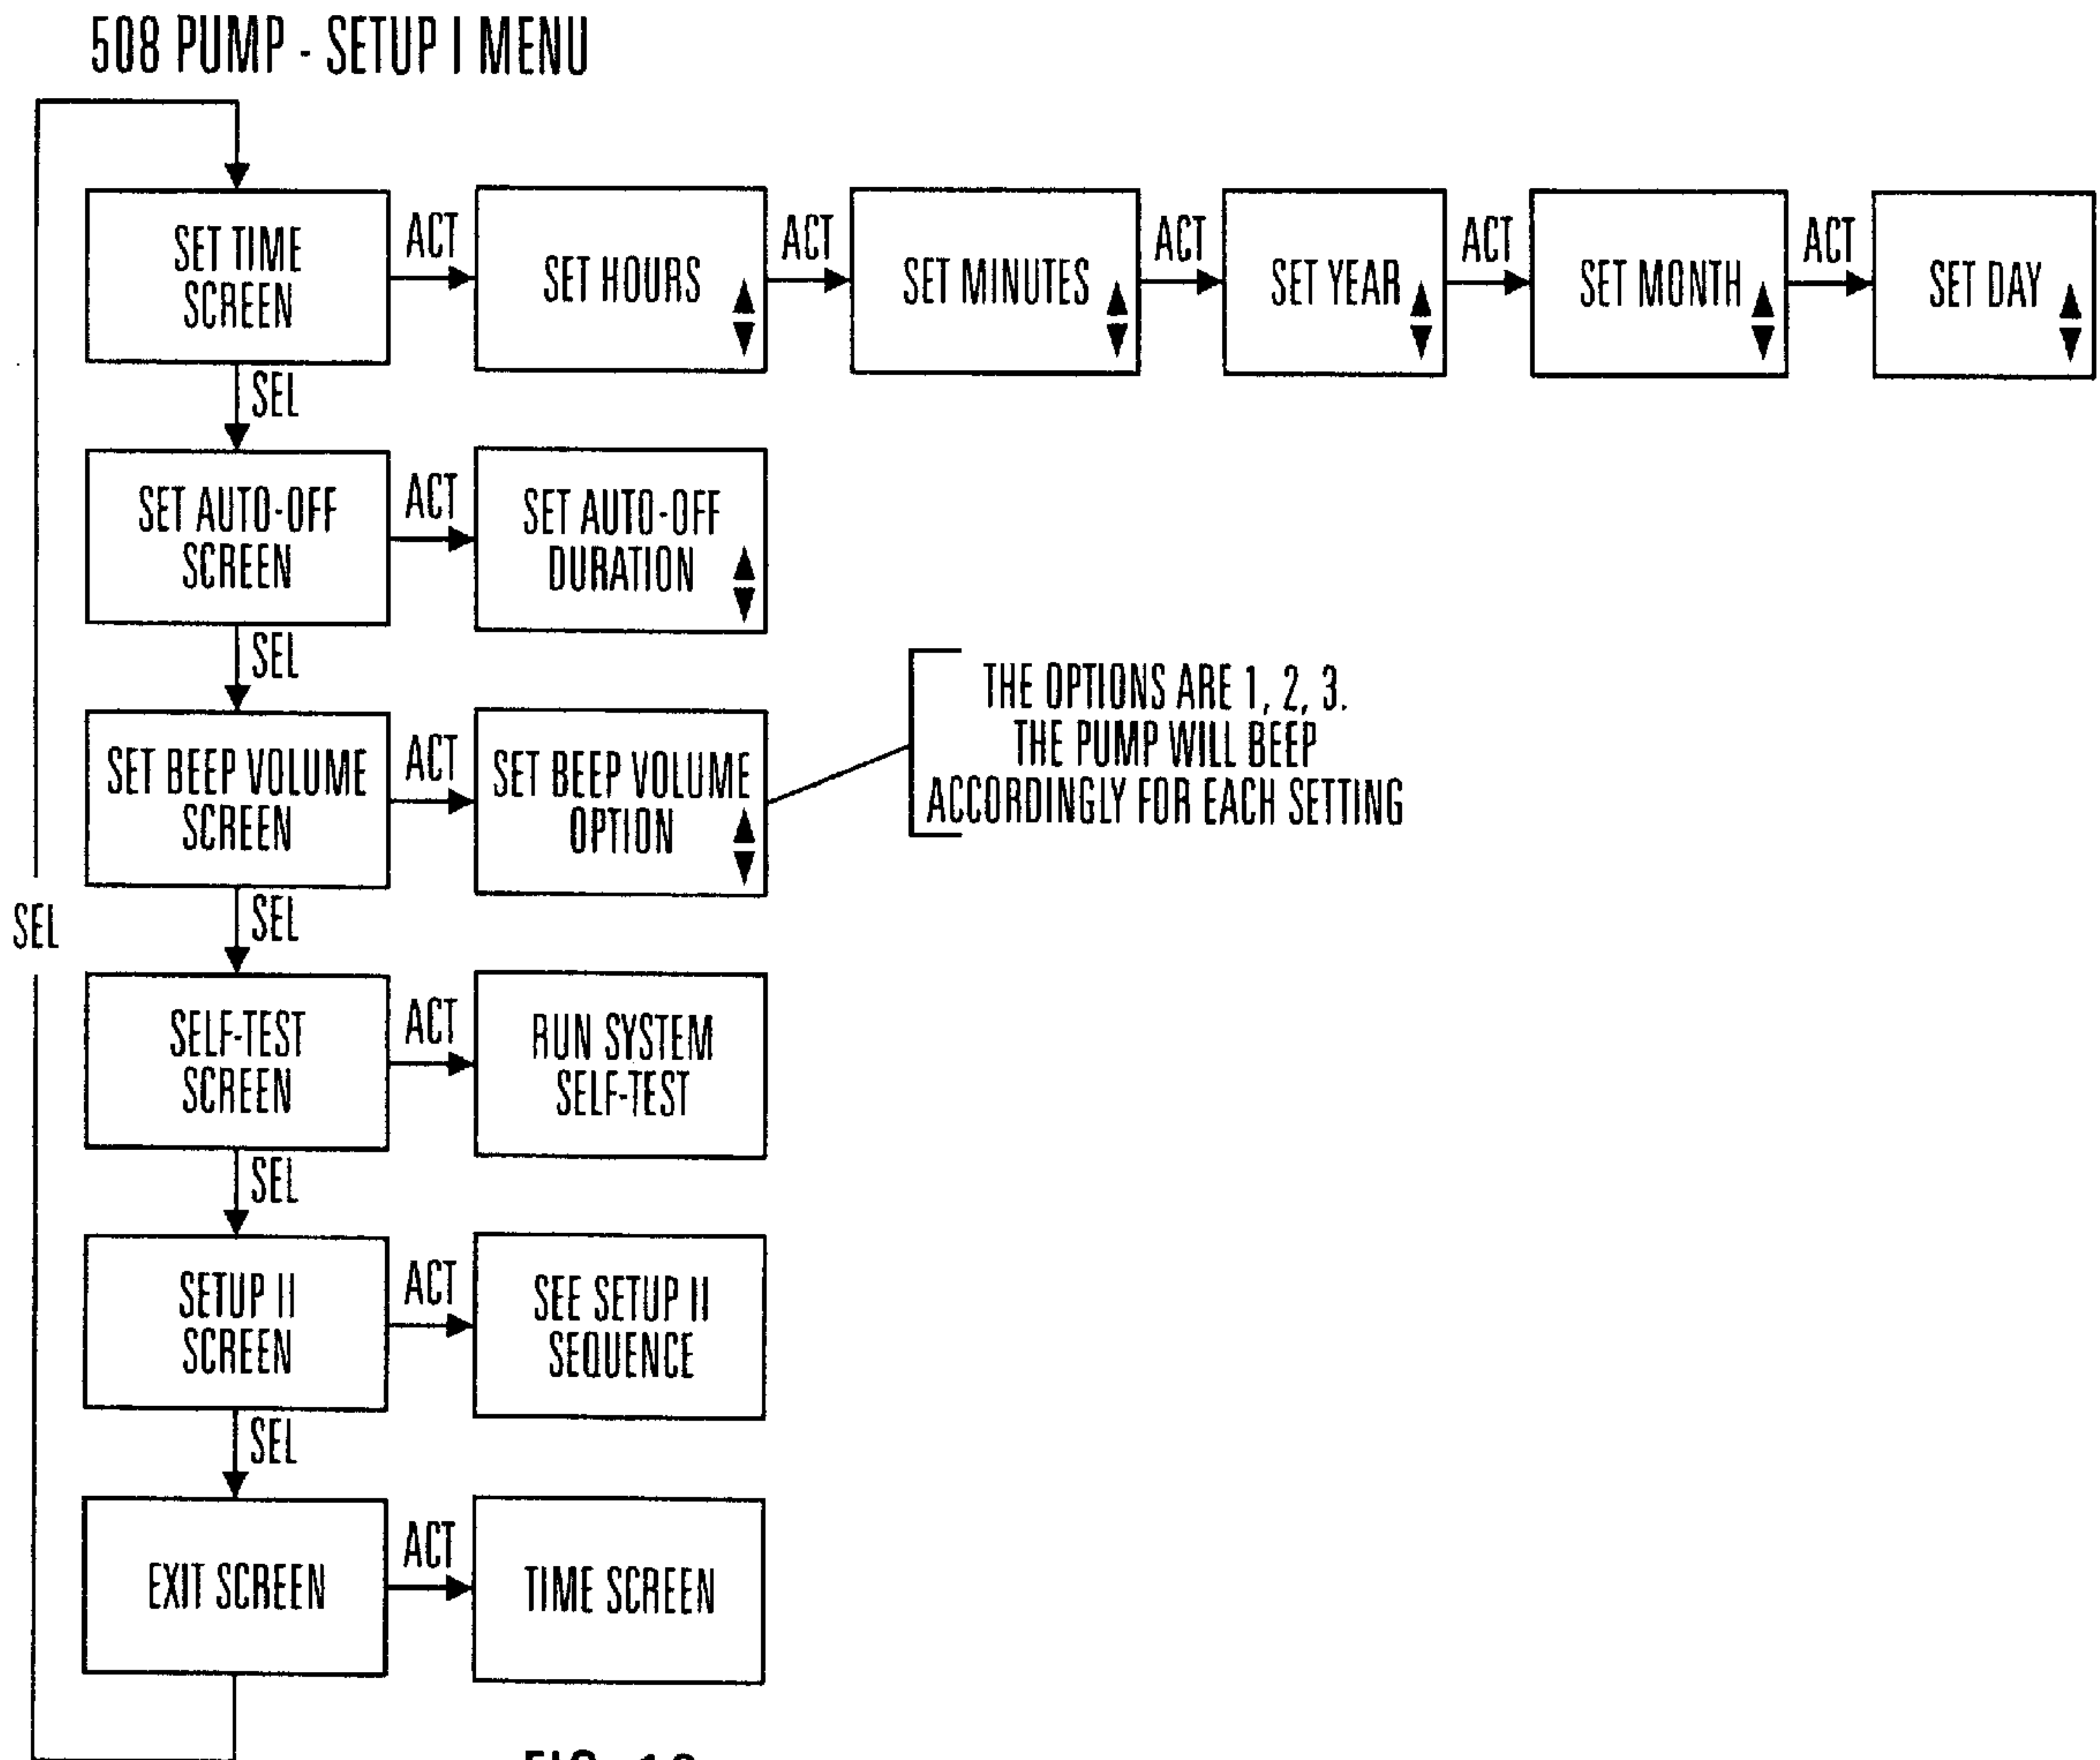 508 PUMP - SETUP I MENU
SET TIME
SCREEN
ACT
SET HOURS
ACT
SET MINUTES
ACT
SET YEAR
ACT
SET MONTH
ACT
SET DAY
SEL
SET AUTO-OFF
SCREEN
ACT
SET AUTO-OFF
DURATION
SEL
SET BEEP VOLUME
SCREEN
ACT
SET BEEP VOLUME
OPTION
THE OPTIONS ARE 1, 2, 3.
THE PUMP WILL BEEP
ACCORDINGLY FOR EACH SETTING
SEL
SEL
SELF-TEST
SCREEN
ACT
RUN SYSTEM
SELF-TEST
SEL
SETUP II
SCREEN
ACT
SEE SETUP II
SEQUENCE
SEL
EXIT SCREEN
ACT
TIME SCREEN